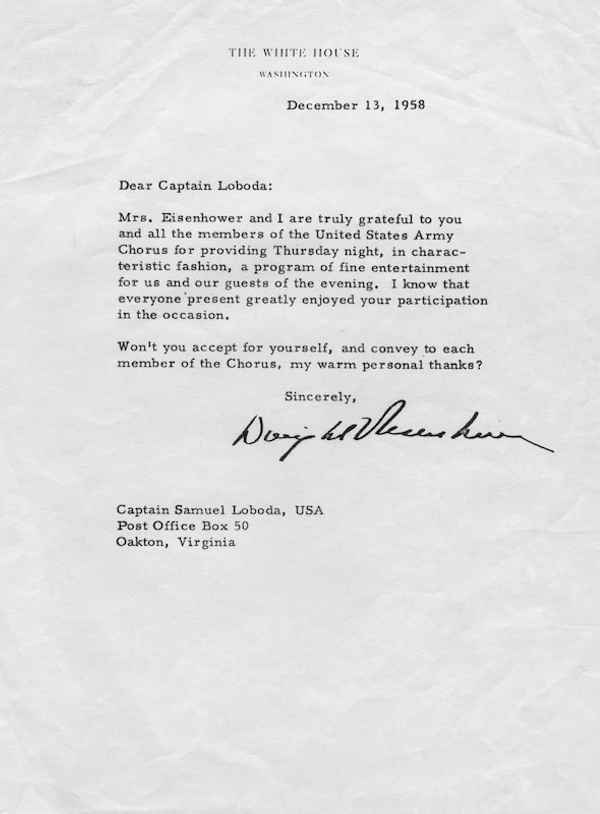 THE WHITE HOUSE
WASHINGTON
December 13, 1958
Dear Captain Loboda:
Mrs. Eisenhower and I are truly grateful to you
and all the members of the United States Army
Chorus for providing Thursday night, in charac-
teristic fashion, a program of fine entertainment
for us and our guests of the evening. I know that
everyone present greatly enjoyed your participation
in the occasion.
Won't you accept for yourself, and convey to each
member of the Chorus, my warm personal thanks?
Sincerely,
Dwight D Eisenhower
Captain Samuel Loboda, USA
Post Office Box 50
Oakton, Virginia